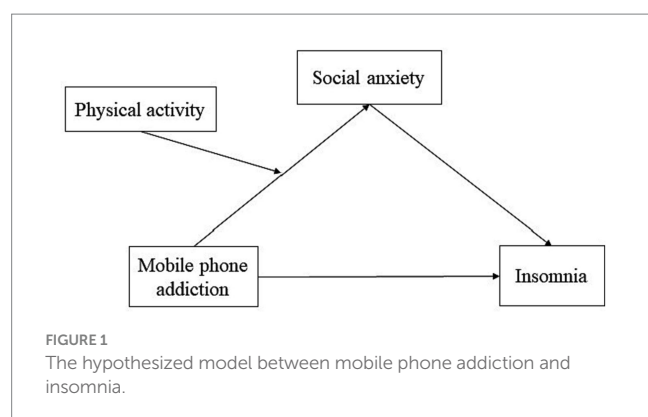 Social anxiety
Physical activity
Mobile phone
addiction
Insomnia
FIGURE 1
The hypothesized model between mobile phone addiction and
insomnia.